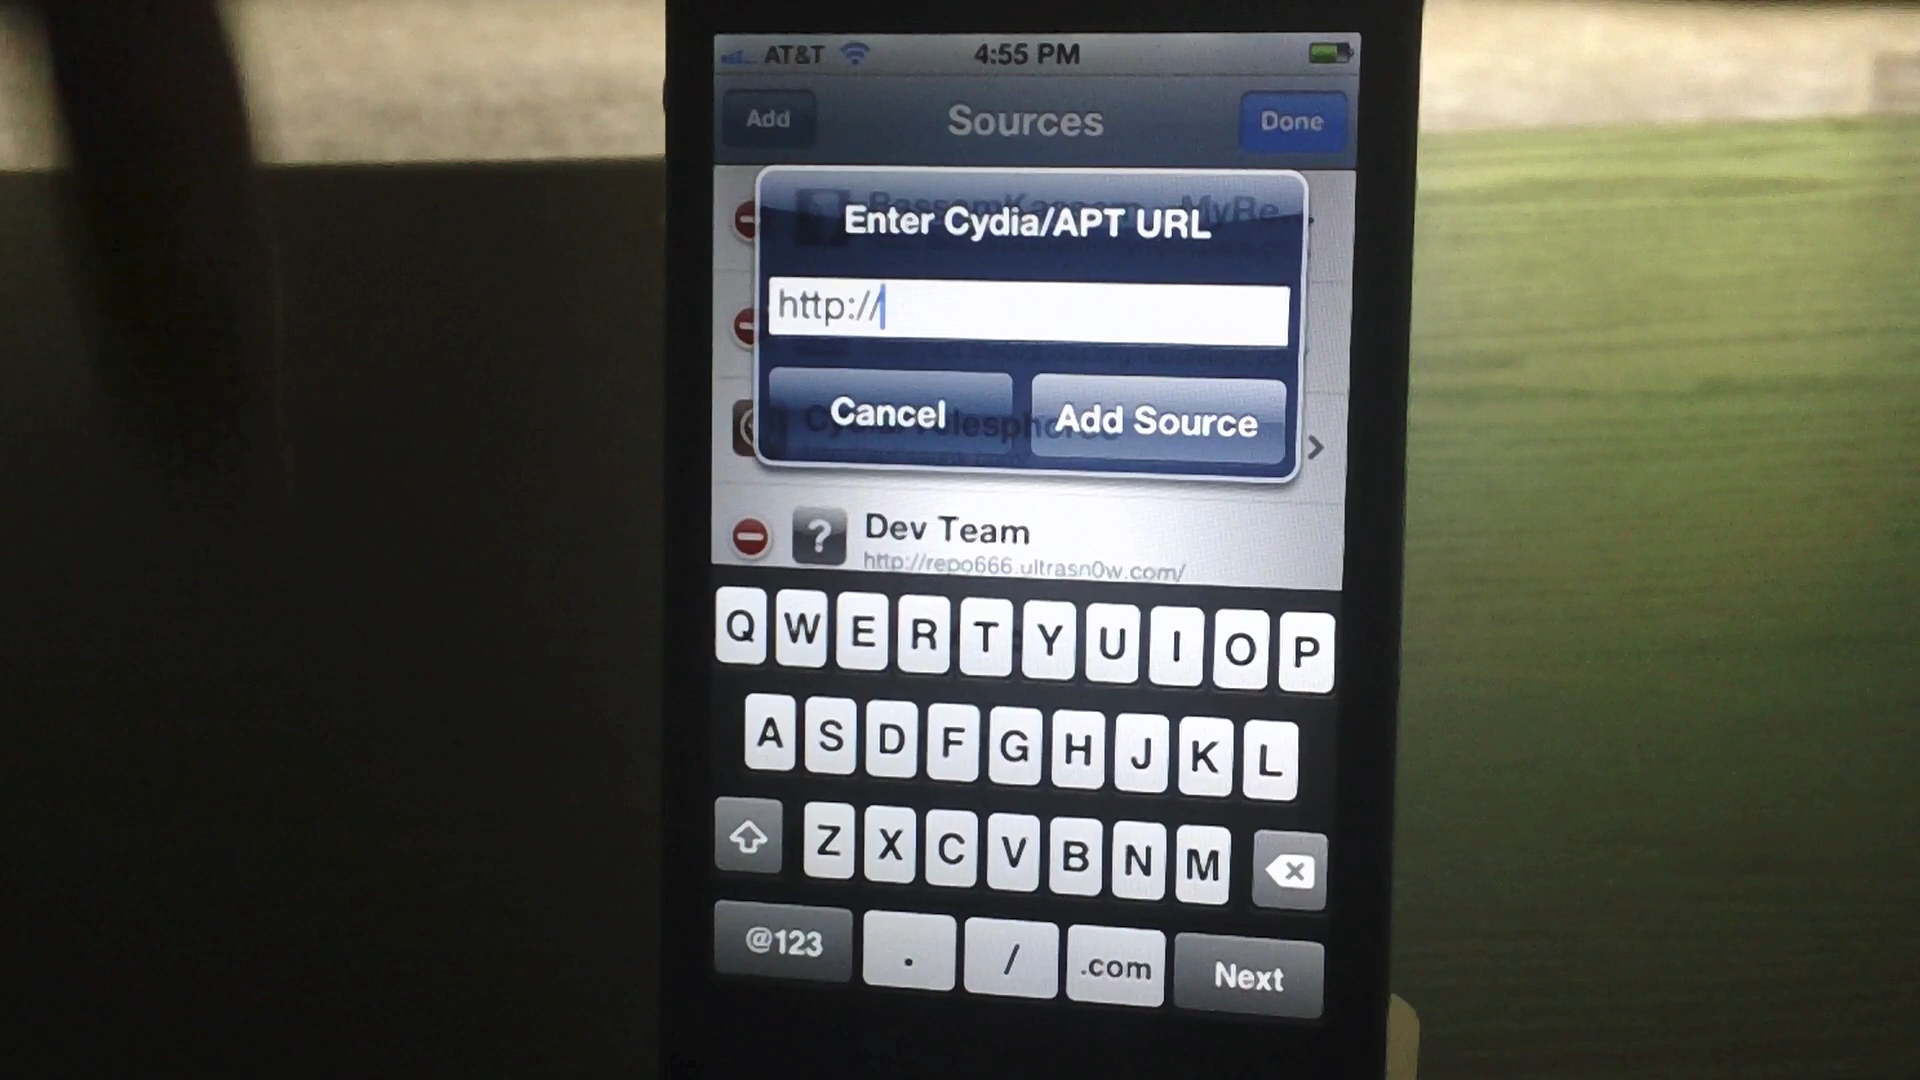 AT&T 4:55 PM
Add Sources Done
Enter Cydia/APT URL
http://
Cancel Add Source
Dev Team
http://repo666.ultrasn0w.com/
Q W E R T Y U I O P
A S D F G H J K L
Z X C V B N M
@123 . / .com Next